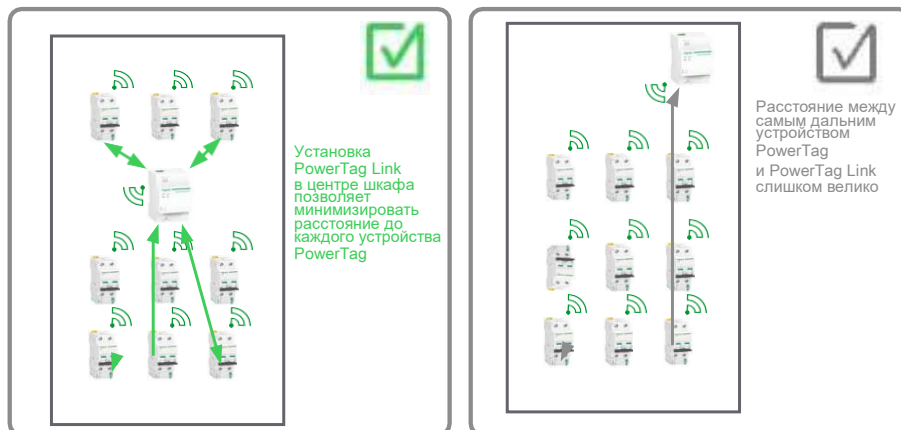 Установка
PowerTag Link
в центре шкафа
позволяет
минимизировать
расстояние до
каждого устройства
PowerTag
Расстояние между
самым дальним
устройством
PowerTag
и PowerTag Link
слишком велико